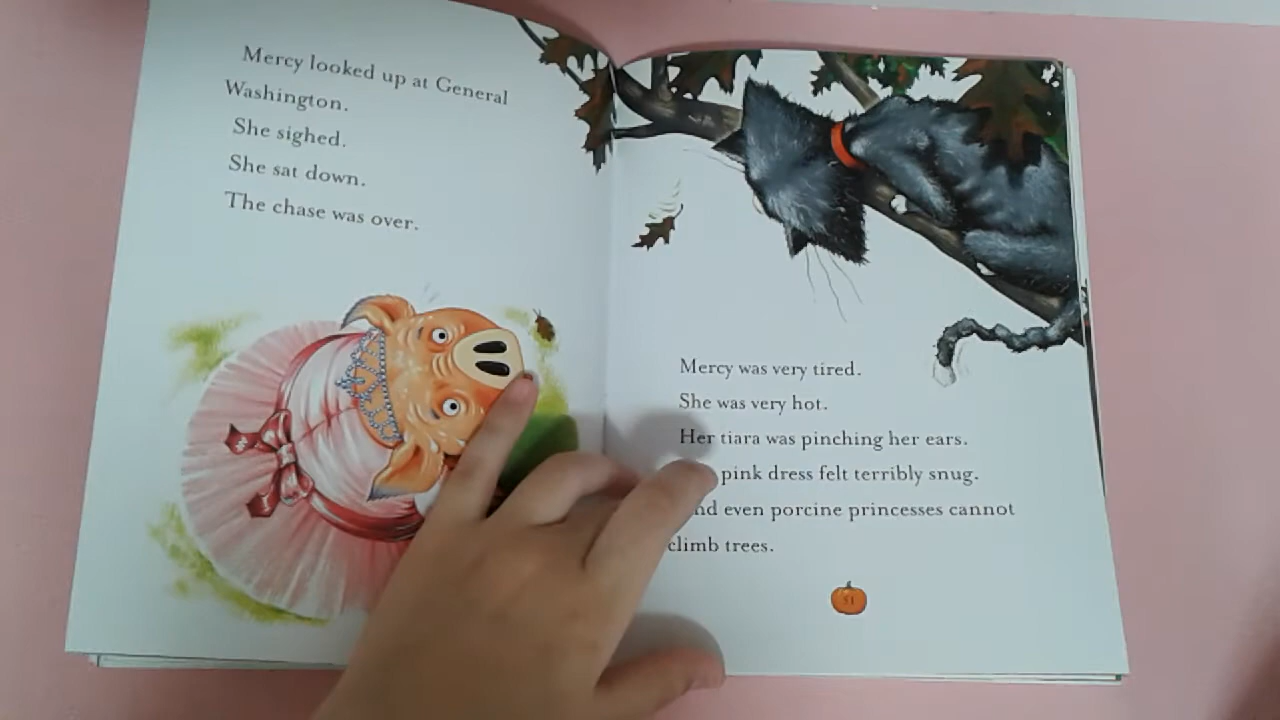 Mercy looked up at General
Washington.
She sighed.
She sat down.
The chase was over.
Mercy was very tired.
She was very hot.
Her tiara was pinching her ears.
pink dress felt terribly snug.
even porcine princesses cannot
climb trees.
51